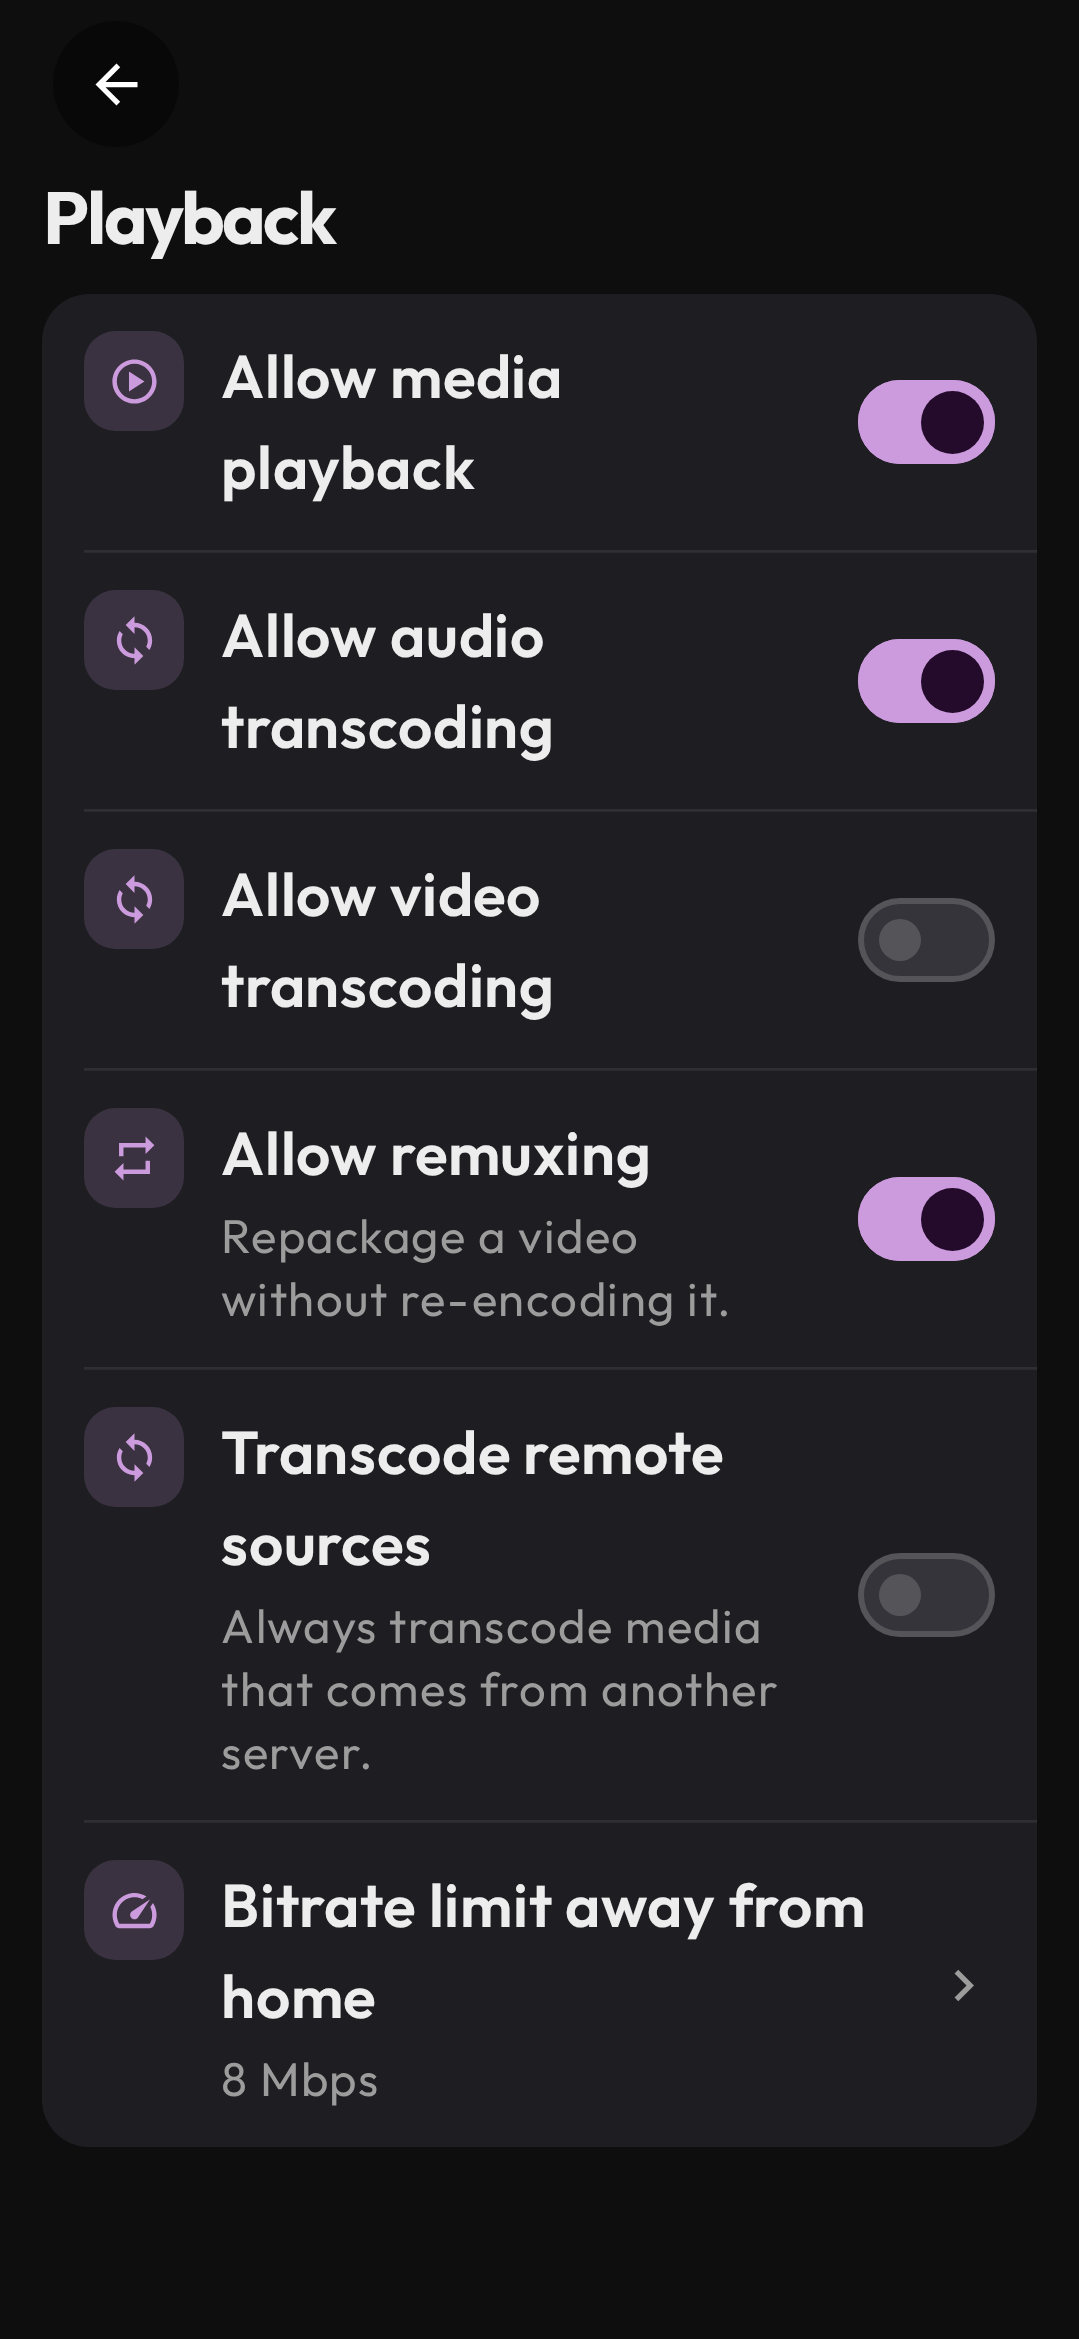 Playback
Allow media
playback
Allow audio
transcoding
Allow video
transcoding
Allow remuxing
Repackage a video
without re-encoding it.
Transcode remote
sources
Always transcode media
that comes from another
server.
Bitrate limit away from
home
8 Mbps